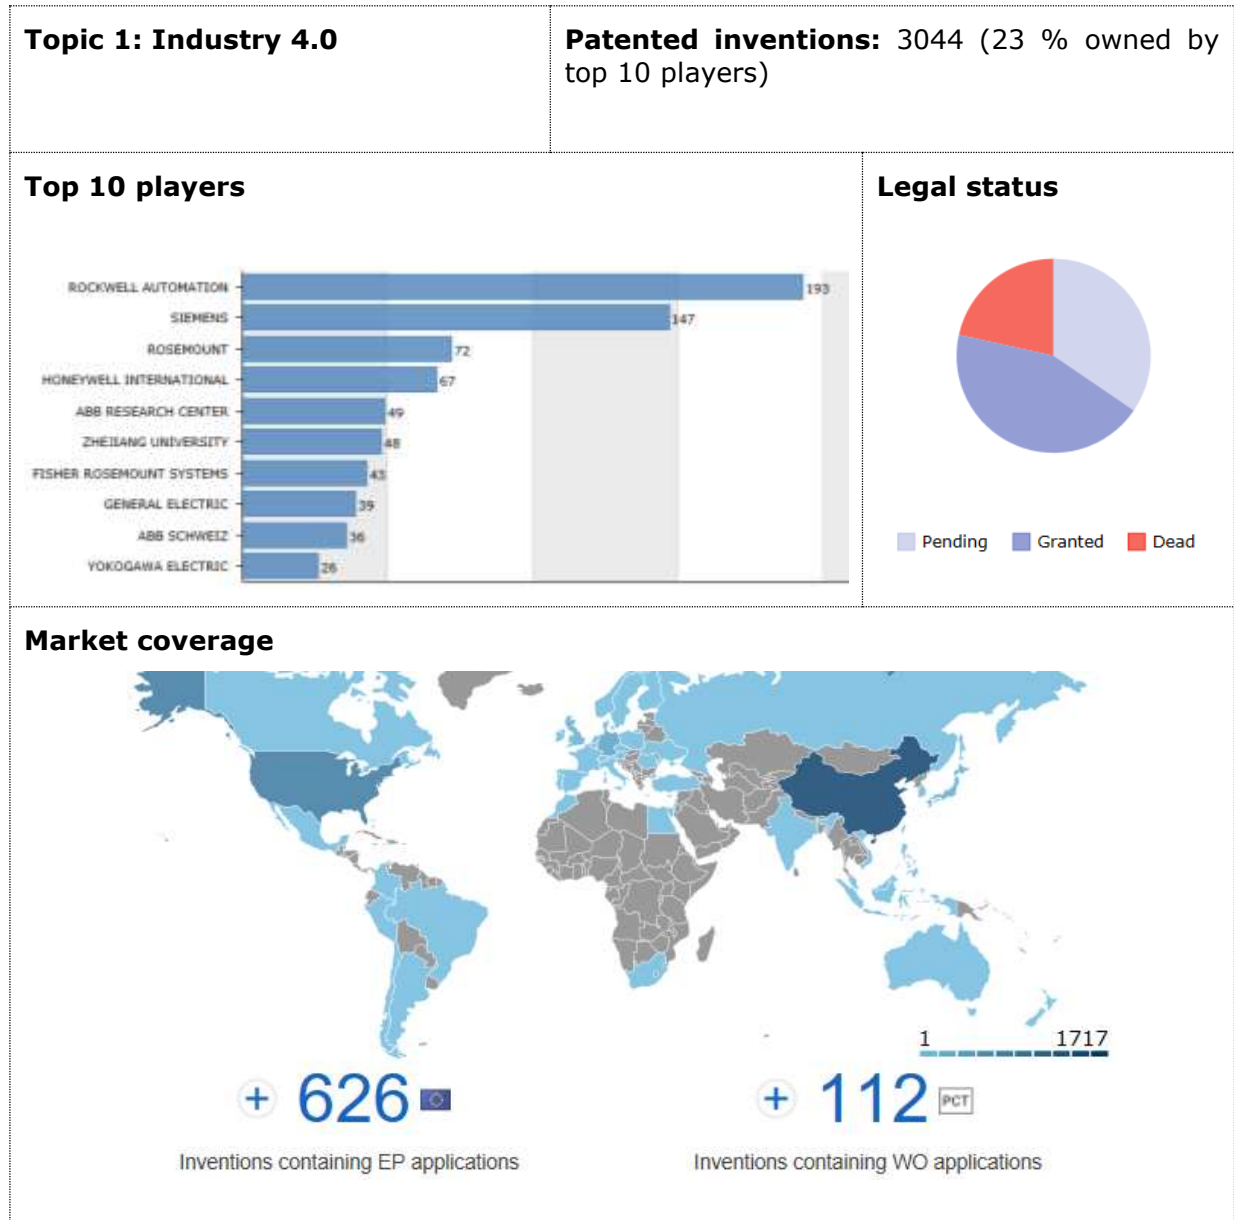 Topic 1: Industry 4.0
Patented inventions: 3044 (23 % owned by
top 10 players)
Top 10 players
ROCKWELL AUTOMATION
193
SIEMENS
147
ROSEMOUNT
72
HONEYWELL INTERNATIONAL
67
ABB RESEARCH CENTER
49
ZHEJIANG UNIVERSITY
48
FISHER ROSEMOUNT SYSTEMS
43
GENERAL ELECTRIC
39
ABB SCHWEIZ
36
YOKOGAWA ELECTRIC
26
Legal status
Pending
Granted
Dead
Market coverage
1
1717
+ 626
Inventions containing EP applications
+ 112
PCT
Inventions containing WO applications